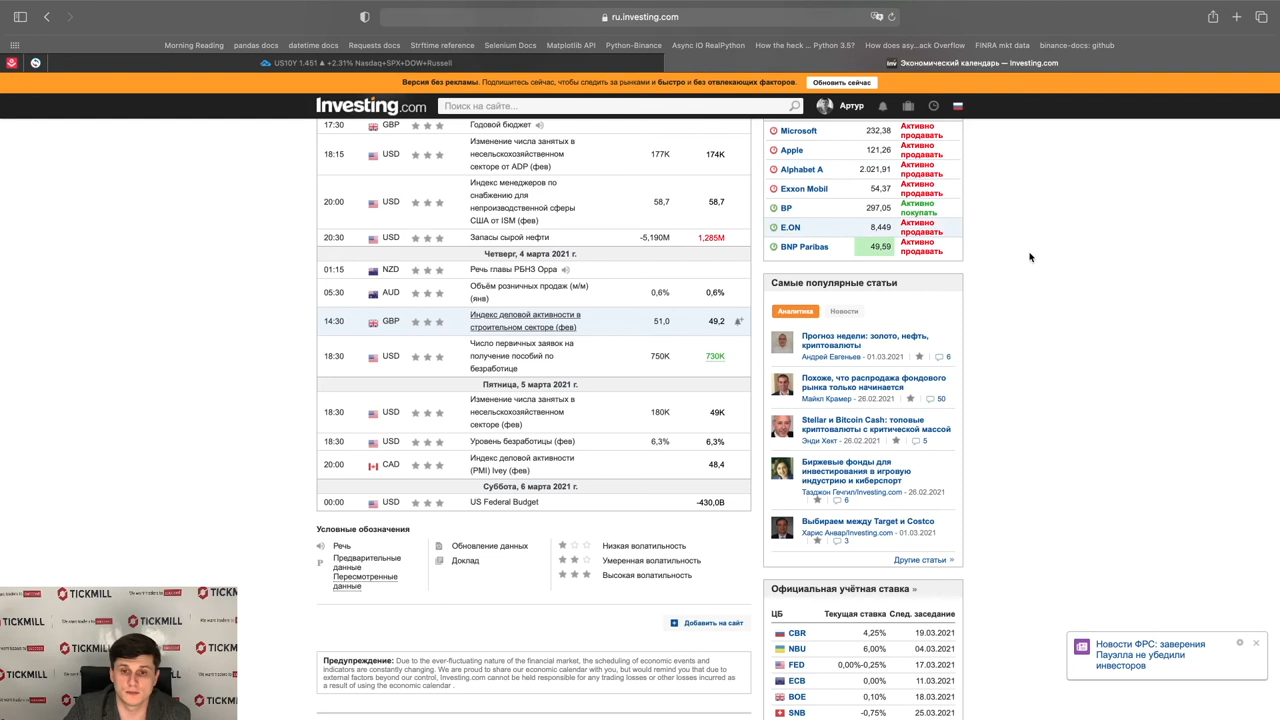 ru.investing.com
Morning Reading pandas docs datetime docs Requests docs Strftime reference Selenium Docs Matplotlib API Python-Binance Async ID RealPython How the heck ... Python 3.5? How does asy...ack Overflow FINRA mkt data binance-docs: github
US10Y 1.451 ▲ +2.31% Nasdaq+SPX+DOW+Russell
Экономический календарь — Investing.com
Версия без рекламы. Подпишитесь, чтобы следить за рынками и быстро и без отвлекающих факторов. Обновить сейчас
Investing.com Поиск на сайте... Артур
17:30 GBP Годовой бюджет
18:15 USD Изменение числа занятых в несельскохозяйственном секторе от ADP (фев) 177K 174K
20:00 USD Индекс менеджеров по снабжению для непроизводственной сферы США от ISM (фев) 58,7 58,7
20:30 USD Запасы сырой нефти -5,190M 1,285M
Четверг, 4 марта 2021 г.
01:15 NZD Речь главы РБНЗ Орра
05:30 AUD Объём розничных продаж (м/м) (янв) 0,6% 0,6%
14:30 GBP Индекс деловой активности в строительном секторе (фев) 51,0 49,2
18:30 USD Число первичных заявок на получение пособий по безработице 750K 730K
Пятница, 5 марта 2021 г.
18:30 USD Изменение числа занятых в несельскохозяйственном секторе (фев) 180K 49K
18:30 USD Уровень безработицы (фев) 6,3% 6,3%
20:00 CAD Индекс деловой активности (PMI) Ivey (фев) 48,4
Суббота, 6 марта 2021 г.
00:00 USD US Federal Budget -430,0B
Условные обозначения
Речь
Предварительные данные
Пересмотренные данные
Обновление данных
Доклад
Низкая волатильность
Умеренная волатильность
Высокая волатильность
Добавить на сайт
Предупреждение: Due to the ever-fluctuating nature of the financial market, the scheduling of economic events and
indicators are constantly changing. We are proud to share our economic calendar with you, but would remind you that due to
external factors beyond our control, Investing.com cannot be held responsible for any trading losses or other losses incurred as
a result of using the economic calendar .
Microsoft 232,38 Активно продавать
Apple 121,26 Активно продавать
Alphabet A 2.021,91 Активно продавать
Exxon Mobil 54,37 Активно продавать
BP 297,05 Активно покупать
E.ON 8,449 Активно продавать
BNP Paribas 49,59 Активно продавать
Самые популярные статьи
Аналитика Новости
Прогноз недели: золото, нефть,
криптовалюты
Андрей Евгеньев - 01.03.2021 6
Похоже, что распродажа фондового
рынка только начинается
Майкл Крамер - 26.02.2021 50
Stellar и Bitcoin Cash: топовые
криптовалюты с критической массой
Энди Хект - 26.02.2021 5
Биржевые фонды для
инвестирования в игровую
индустрию и киберспорт
Тэзджон Гечгил/Investing.com - 26.02.2021
6
Выбираем между Target и Costco
Харис Анвар/Investing.com - 01.03.2021
3
Другие статьи »
Официальная учётная ставка »
ЦБ Текущая ставка След. заседание
CBR 4,25% 19.03.2021
NBU 6,00% 04.03.2021
FED 0,00%-0,25% 17.03.2021
ECB 0,00% 11.03.2021
BOE 0,10% 18.03.2021
SNB -0,75% 25.03.2021
Новости ФРС: заверения
Пауэлла не убедили
инвесторов
TICKMILL
TICKMILL
TICKMILL
TICKMILL